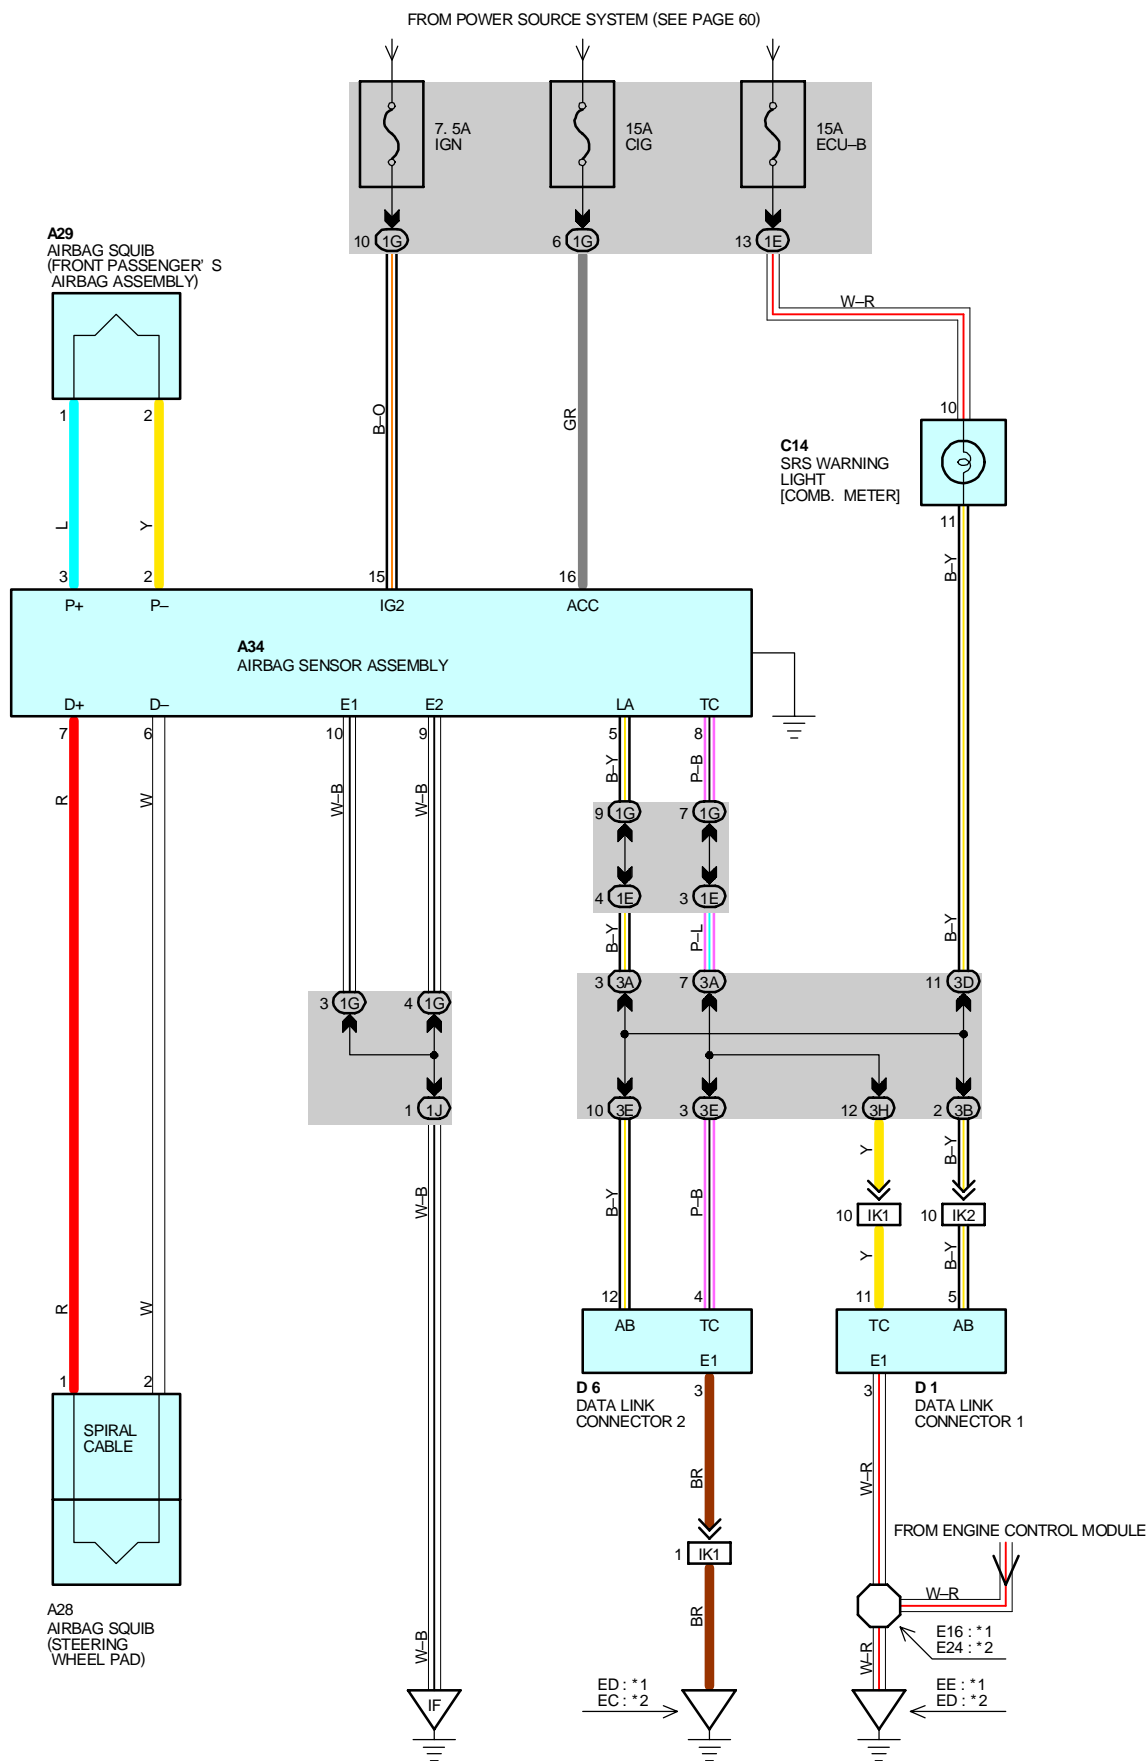 FROM POWER SOURCE SYSTEM (SEE PAGE 60)
7. 5A
IGN
15A
CIG
15A
ECU–B
10 1G
6 1G
13 1E
A29
AIRBAG SQUIB
(FRONT PASSENGER' S
AIRBAG ASSEMBLY)
W–R
1
2
B–O
GR
10
C14
SRS WARNING
LIGHT
[COMB. METER]
11
L
Y
B–Y
3
2
15
16
P+
P–
IG2
ACC
A34
AIRBAG SENSOR ASSEMBLY
D+
D–
E1
E2
LA
TC
7
6
10
9
5
8
R
W
W–B
W–B
B–Y
P–B
9 1G
7 1G
4 1E
3 1E
B–Y
P–L
B–Y
3 3A
7 3A
11 3D
3 1G
4 1G
1 1J
10 3E
3 3E
12 3H
2 3B
W–B
B–Y
P–B
Y
B–Y
10 IK1
10 IK2
Y
B–Y
R
W
12
4
11
5
AB
TC
TC
AB
E1
E1
1
2
3
3
D 6
DATA LINK
CONNECTOR 2
D 1
DATA LINK
CONNECTOR 1
SPIRAL
CABLE
BR
W–R
FROM ENGINE CONTROL MODULE
1 IK1
W–R
A28
AIRBAG SQUIB
(STEERING
WHEEL PAD)
BR
E16 : *1
E24 : *2
W–B
W–R
ED : *1
EC : *2
EE : *1
ED : *2
IF